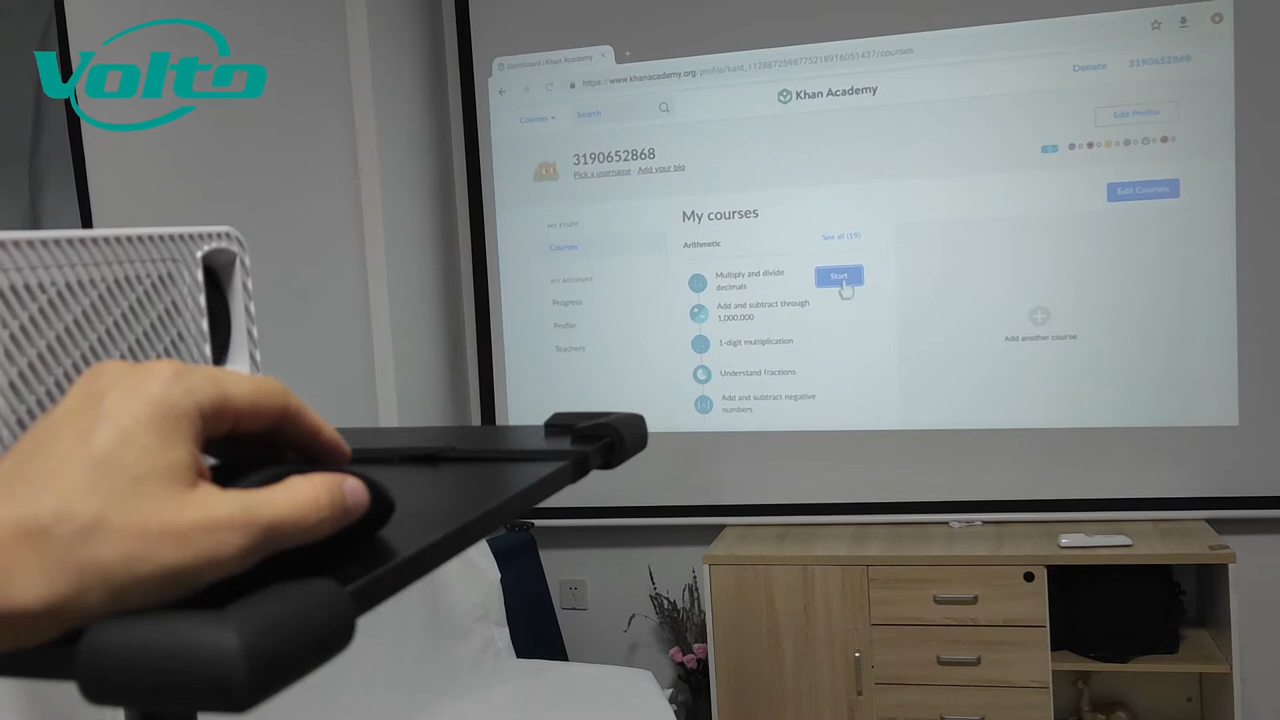 Volto
Dashboard | Khan Academy
https://www.khanacademy.org/profile/kaid_1128872598775218916051437/courses
Courses
Search
Khan Academy
Donate
3190652868
Edit Profile
3190652868
Pick a username · Add your bio
Edit Courses
MY STUFF
Courses
MY ACCOUNT
Progress
Profile
Teachers
My courses
Arithmetic
See all (19)
Multiply and divide
decimals
Start
Add and subtract through
1,000,000
1-digit multiplication
Understand fractions
Add and subtract negative
numbers
Add another course